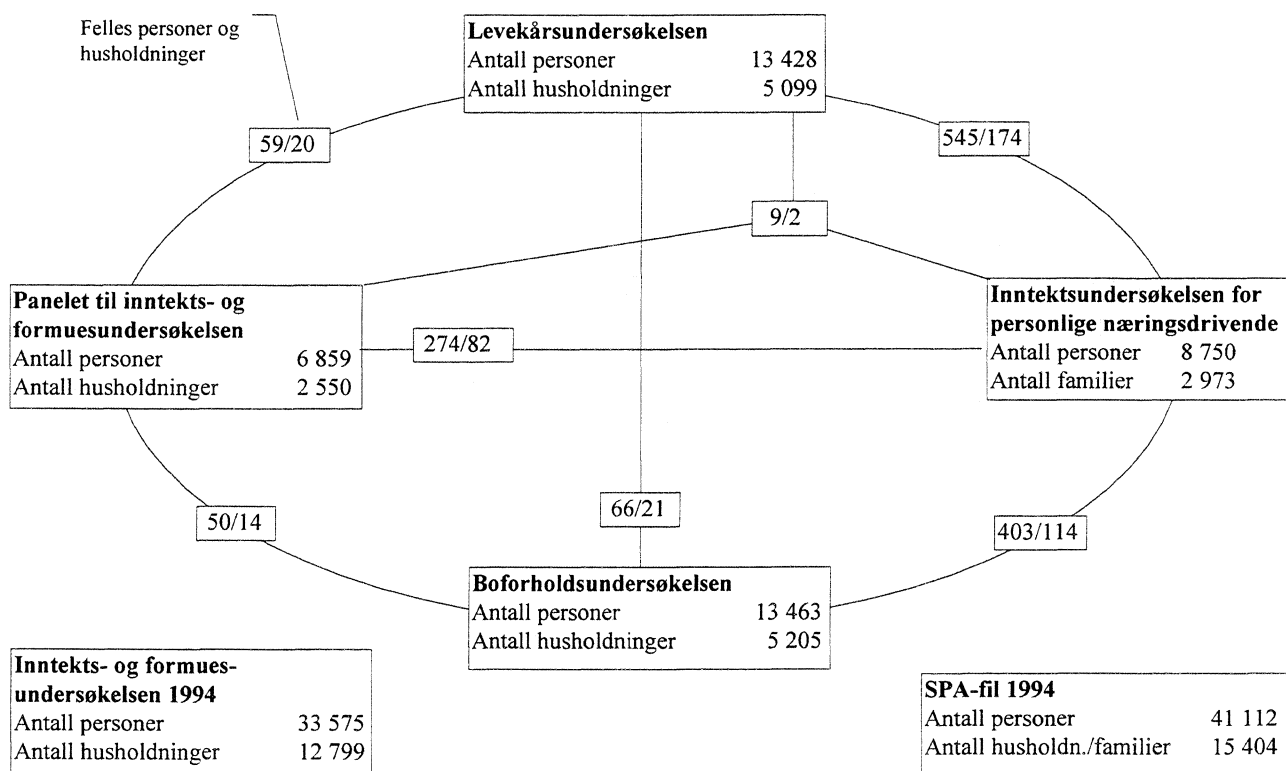 Felles personer og
husholdninger
Levekårsundersøkelsen
Antall personer 13 428
Antall husholdninger 5 099
59/20
545/174
9/2
Panelet til inntekts- og
formuesundersøkelsen
Antall personer 6 859
Antall husholdninger 2 550
274/82
Inntektsundersøkelsen for
personlige næringsdrivende
Antall personer 8 750
Antall familier 2 973
50/14
66/21
403/114
Boforholdsundersøkelsen
Antall personer 13 463
Antall husholdninger 5 205
Inntekts- og formues-
undersøkelsen 1994
Antall personer 33 575
Antall husholdninger 12 799
SPA-fil 1994
Antall personer 41 112
Antall husholdn./familier 15 404